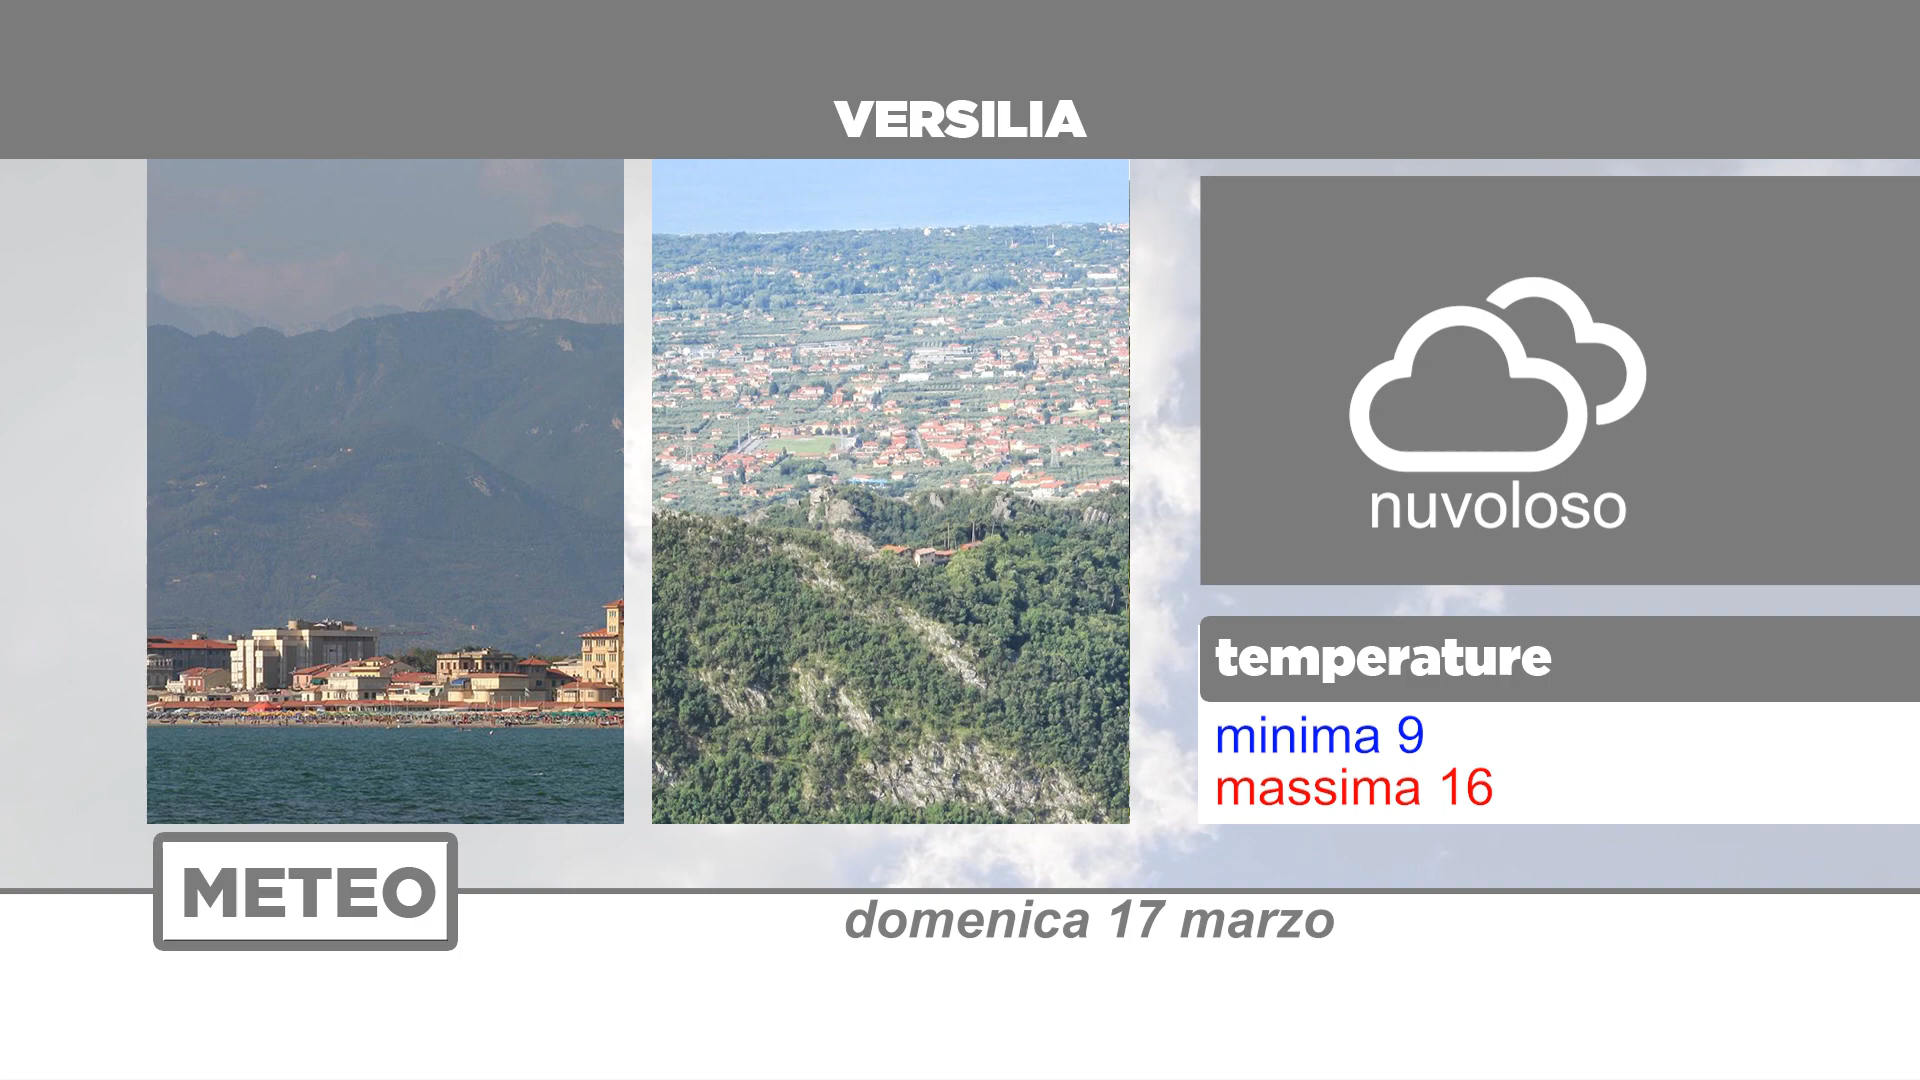 VERSILIA
nuvoloso
temperature
minima 9
massima 16
METEO
domenica 17 marzo